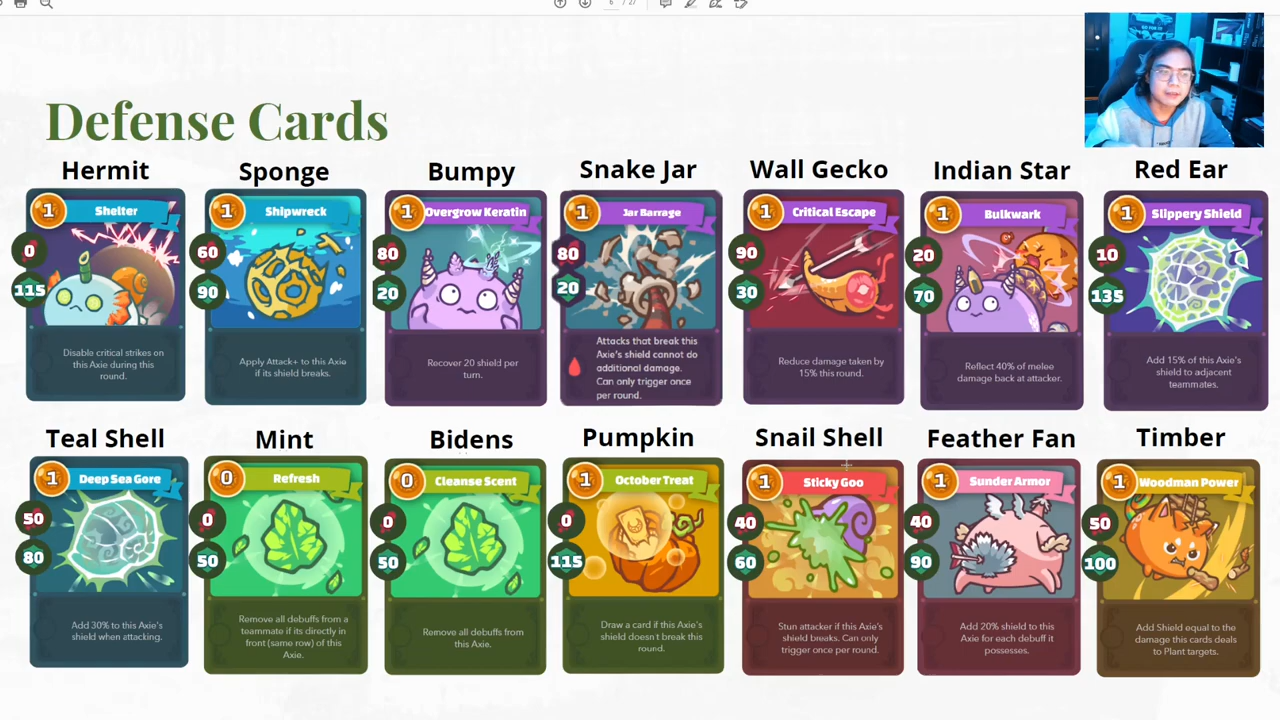 6 / 27
Defense Cards
Hermit
Sponge
Bumpy
Snake Jar
Wall Gecko
Indian Star
Red Ear
1
Shelter
0
115
Disable critical strikes on
this Axie during this
round.
1
Shipwreck
60
90
Apply Attack+ to this Axie
if its shield breaks.
1
Overgrow Keratin
80
20
Recover 20 shield per
turn.
1
Jar Barrage
80
20
Attacks that break this
Axie's shield cannot do
additional damage.
Can only trigger once
per round.
1
Critical Escape
90
30
Reduce damage taken by
15% this round.
1
Bulkwark
20
70
Reflect 40% of melee
damage back at attacker.
1
Slippery Shield
10
135
Add 15% of this Axie's
shield to adjacent
teammates.
Teal Shell
Mint
Bidens
Pumpkin
Snail Shell
Feather Fan
Timber
1
Deep Sea Gore
50
80
Add 30% to this Axie's
shield when attacking.
0
Refresh
0
50
Remove all debuffs from a
teammate if its directly in
front (same row) of this
Axie.
0
Cleanse Scent
0
50
Remove all debuffs from
this Axie.
1
October Treat
0
115
Draw a card if this Axie's
shield doesn't break this
round.
1
Sticky Goo
40
60
Stun attacker if this Axie's
shield breaks. Can only
trigger once per round.
1
Sunder Armor
40
90
Add 20% shield to this
Axie for each debuff it
possesses.
1
Woodman Power
50
100
Add Shield equal to the
damage this cards deals
to Plant targets.